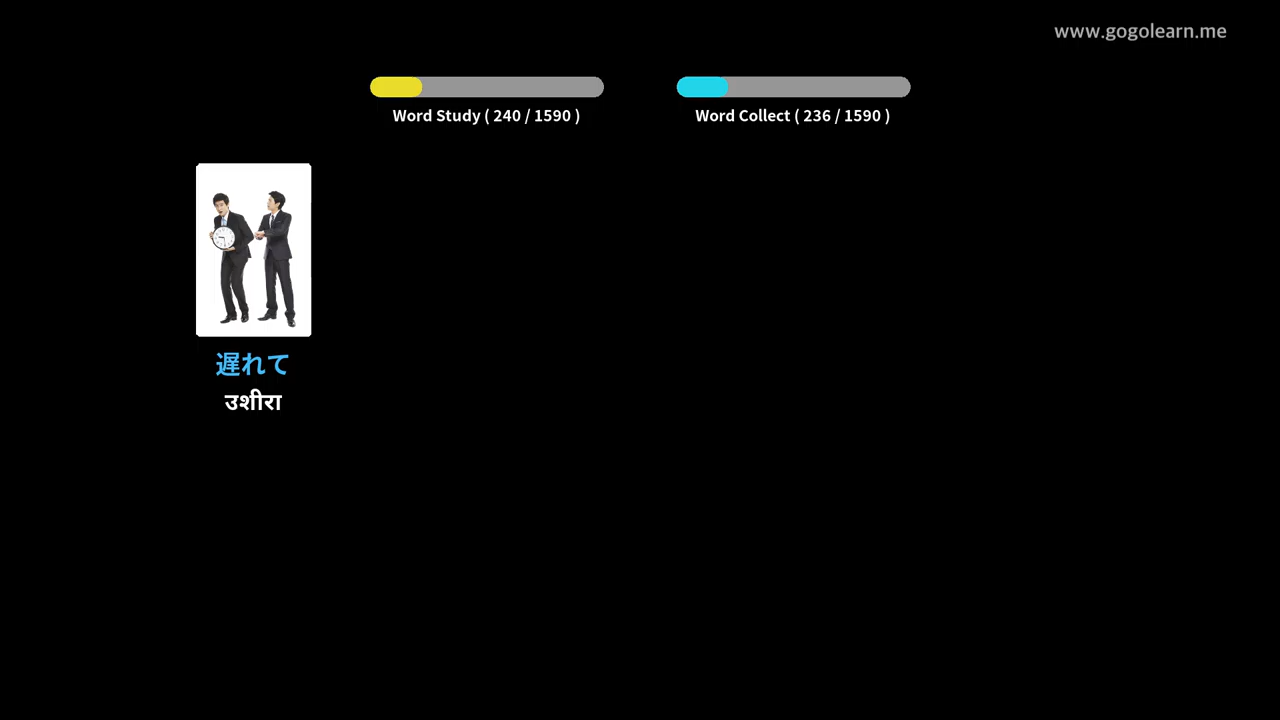 www.gogolearn.me
Word Study ( 240 / 1590 )
Word Collect ( 236 / 1590 )
遅れて
उशीरा